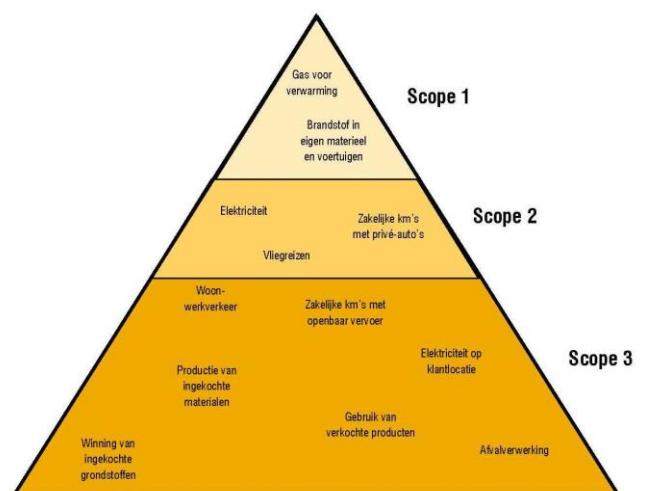 Gas voor
verwarming
Scope 1
Brandstof in
eigen materieel
en voertuigen
Elektriciteit
Zakelijke km's
met privé-auto's
Scope 2
Vliegreizen
Woon-
werkverkeer
Zakelijke km's met
openbaar vervoer
Elektriciteit op
klantlocatie
Scope 3
Productie van
ingekochte
materialen
Gebruik van
verkochte producten
Winning van
ingekochte
grondstoffen
Afvalverwerking